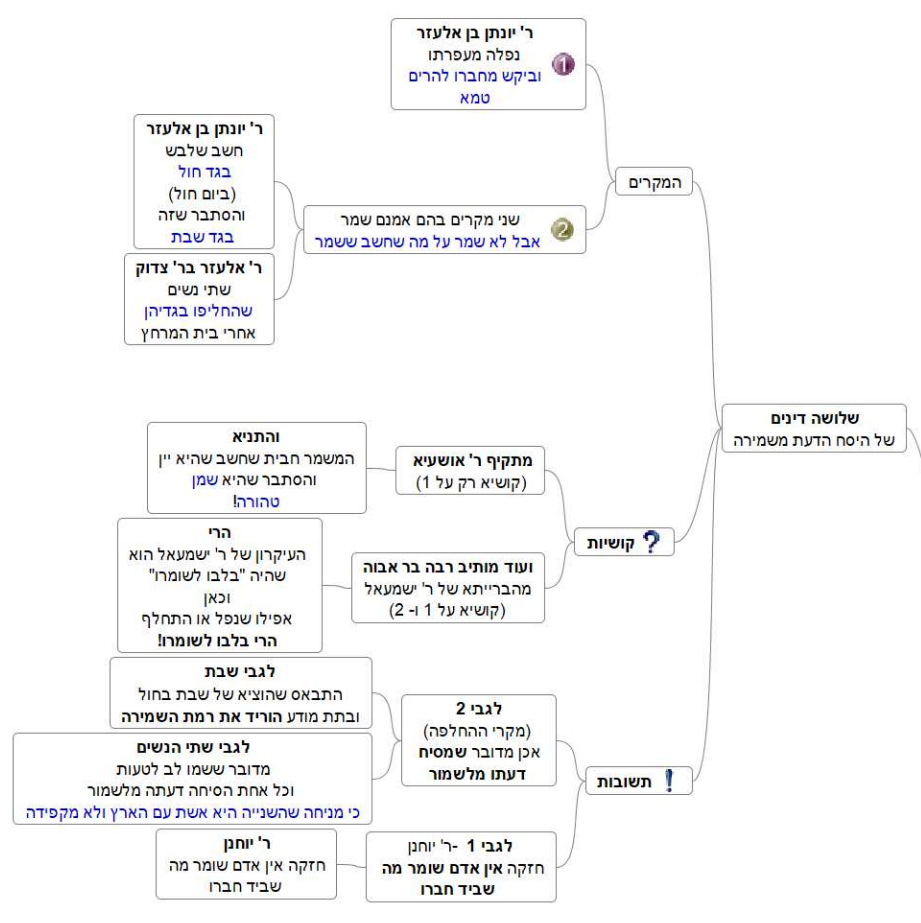 שלושה דינים
של היסח הדעת משמירה
המקרים
1
ר' יונתן בן אלעזר
נפלה מעפרתו
וביקש מחברו להרים
טמא
2
שני מקרים בהם אמנם שמר
אבל לא שמר על מה שחשב ששמר
ר' יונתן בן אלעזר
חשב שלבש
בגד חול
(ביום חול)
והסתבר שזה
בגד שבת
ר' אלעזר בר' צדוק
שתי נשים
שהחליפו בגדיהן
אחרי בית המרחץ
? קושיות
מתקיף ר' אושעיא
(קושיא רק על 1)
והתניא
המשמר חבית שחשב שהיא יין
והסתבר שהיא שמן
טהורה!
ועוד מותיב רבה בר אבוה
מהברייתא של ר' ישמעאל
(קושיא על 1 ו- 2)
הרי
העיקרון של ר' ישמעאל הוא
שהיה "בלבו לשומרו"
וכאן
אפילו שנפל או התחלף
הרי בלבו לשומרו!
! תשובות
לגבי 2
(מקרי ההחלפה)
אכן מדובר שמסיח
דעתו מלשמור
לגבי שבת
התבאס שהוציא של שבת בחול
ובתת מודע הוריד את רמת השמירה
לגבי שתי הנשים
מדובר ששמו לב לטעות
וכל אחת הסיחה דעתה מלשמור
כי מניחה שהשנייה היא אשת עם הארץ ולא מקפידה
לגבי 1 -ר' יוחנן
חזקה אין אדם שומר מה
שביד חברו
ר' יוחנן
חזקה אין אדם שומר מה
שביד חברו